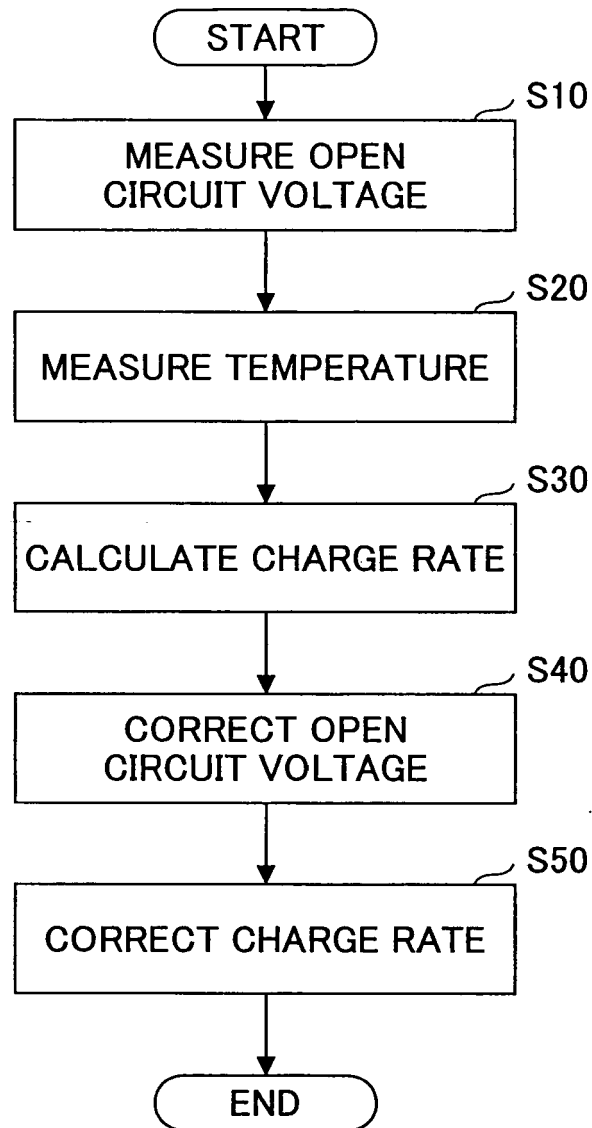 START
S10
MEASURE OPEN
CIRCUIT VOLTAGE
S20
MEASURE TEMPERATURE
S30
CALCULATE CHARGE RATE
S40
CORRECT OPEN
CIRCUIT VOLTAGE
S50
CORRECT CHARGE RATE
END